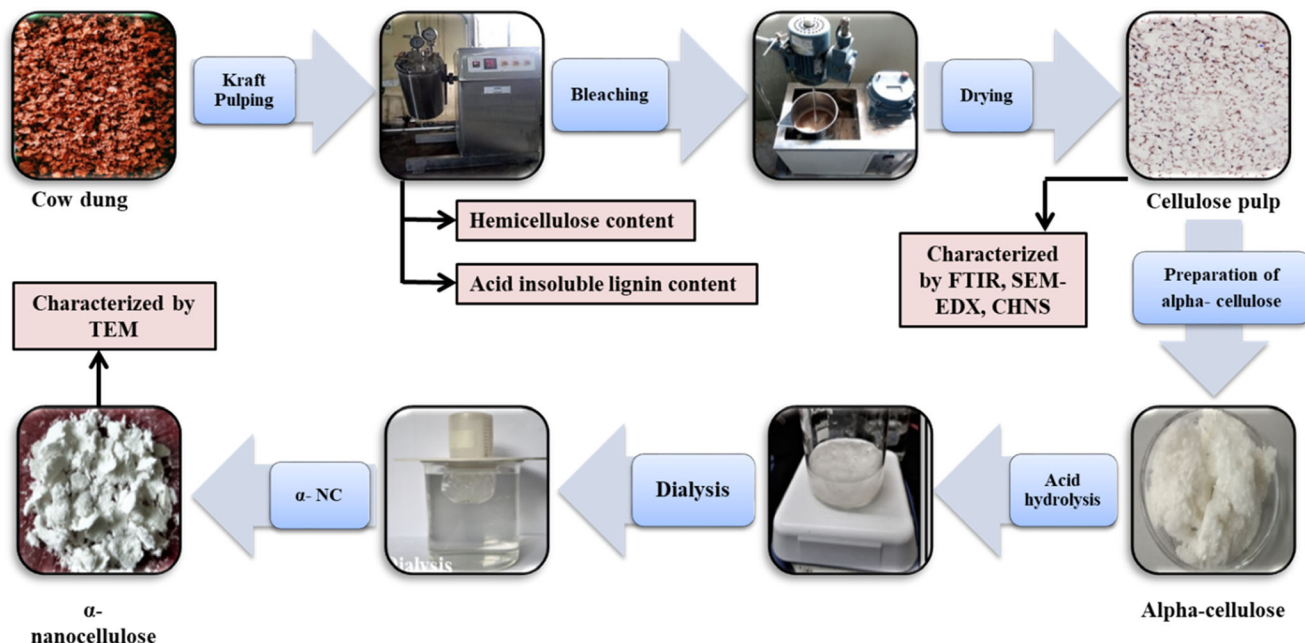 Kraft
Pulping
Bleaching
Drying
Cow dung
Cellulose pulp
Hemicellulose content
Acid insoluble lignin content
Characterized
by FTIR, SEM-
EDX, CHNS
Preparation of
alpha- cellulose
Characterized by
TEM
α- NC
Dialysis
Acid
hydrolysis
Dialysis
α-
nanocellulose
Alpha-cellulose